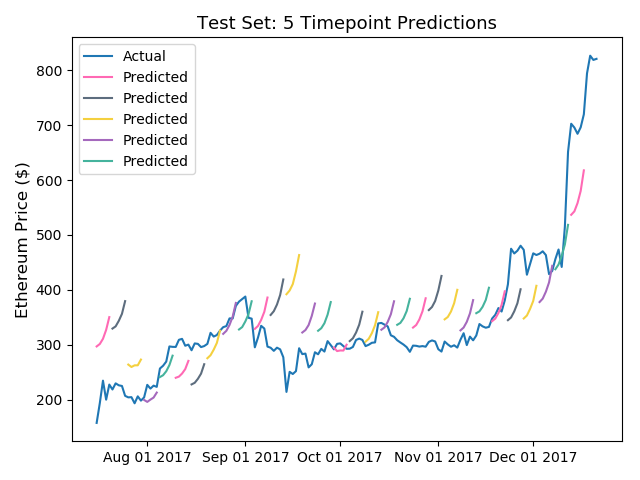 Test Set: 5 Timepoint Predictions
Actual
Predicted
Predicted
Predicted
Predicted
Predicted
Ethereum Price ($)
800
700
600
500
400
300
200
Aug 01 2017
Sep 01 2017
Oct 01 2017
Nov 01 2017
Dec 01 2017